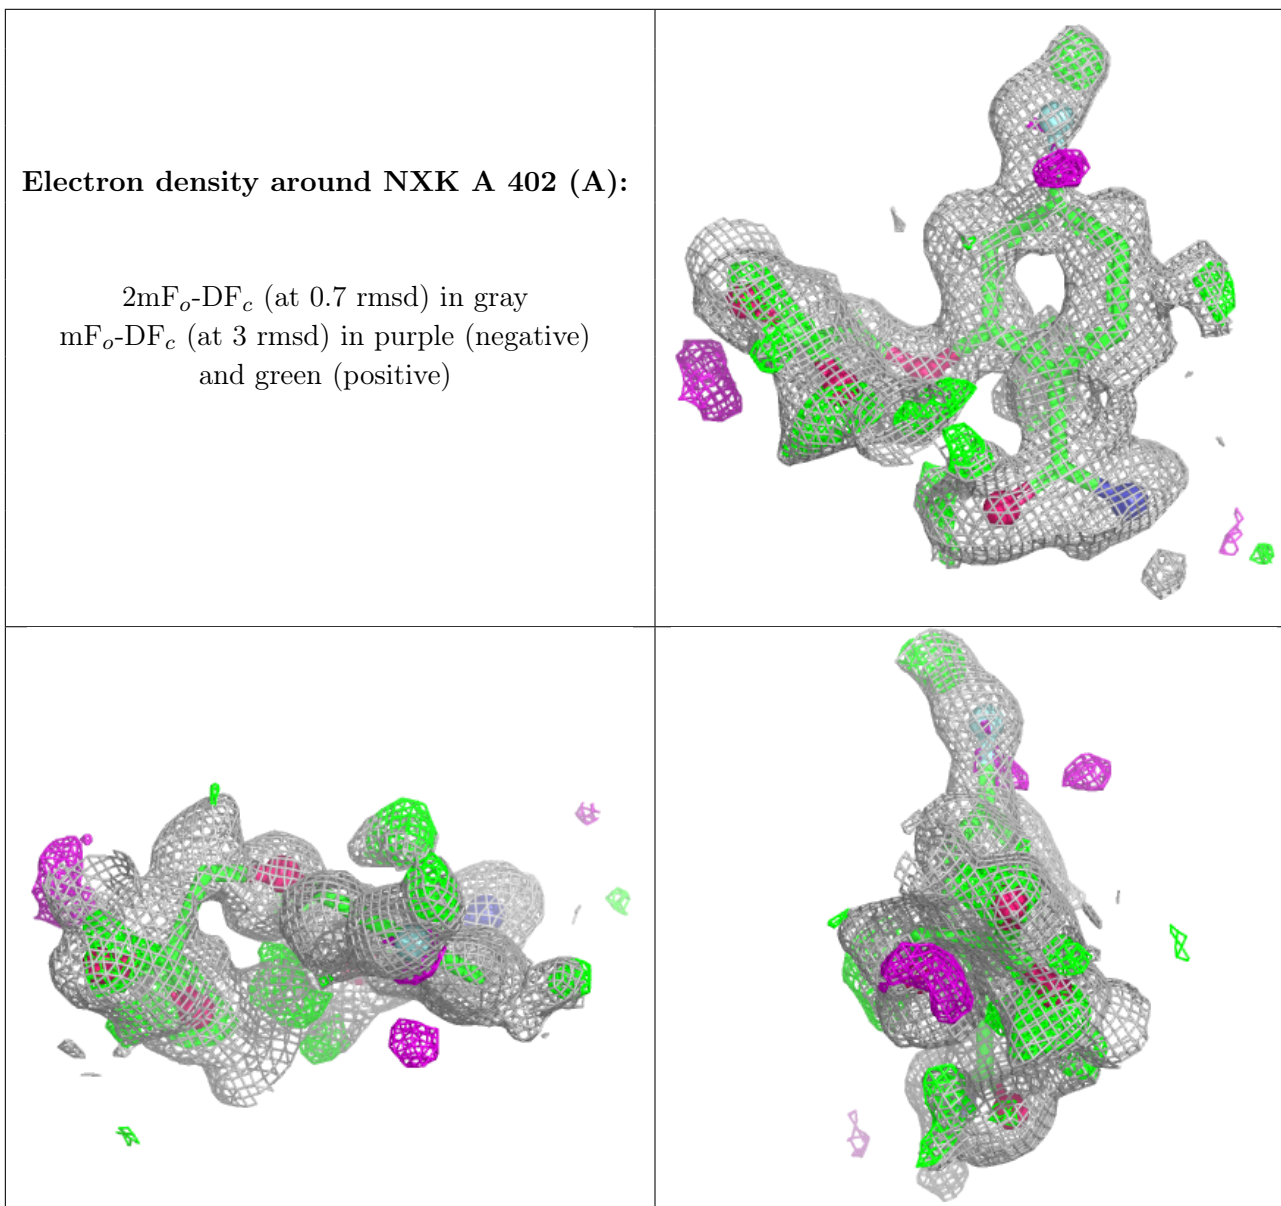 Electron density around NXK A 402 (A):
2mFo-DFc (at 0.7 rmsd) in gray
mFo-DFc (at 3 rmsd) in purple (negative)
and green (positive)